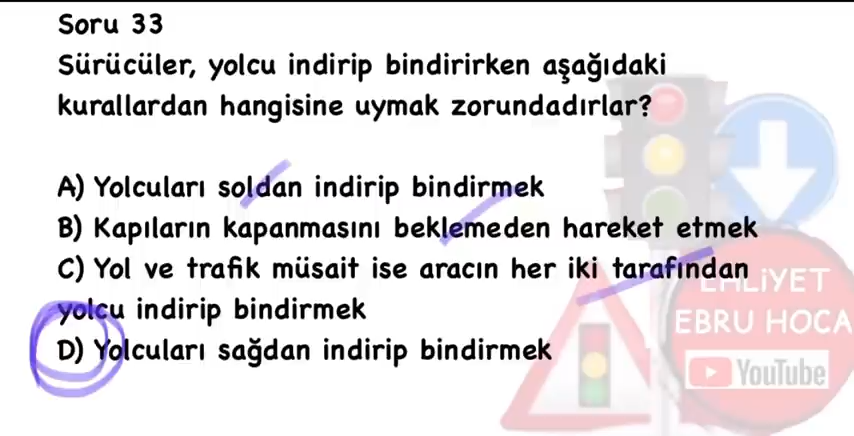 Soru 33
Sürücüler, yolcu indirip bindirirken aşağıdaki
kurallardan hangisine uymak zorundadırlar?
A) Yolcuları soldan indirip bindirmek
B) Kapıların kapanmasını beklemeden hareket etmek
C) Yol ve trafik müsait ise aracın her iki tarafından
yolcu indirip bindirmek
D) Yolcuları sağdan indirip bindirmek
EHLİYET
EBRU HOCA
YouTube